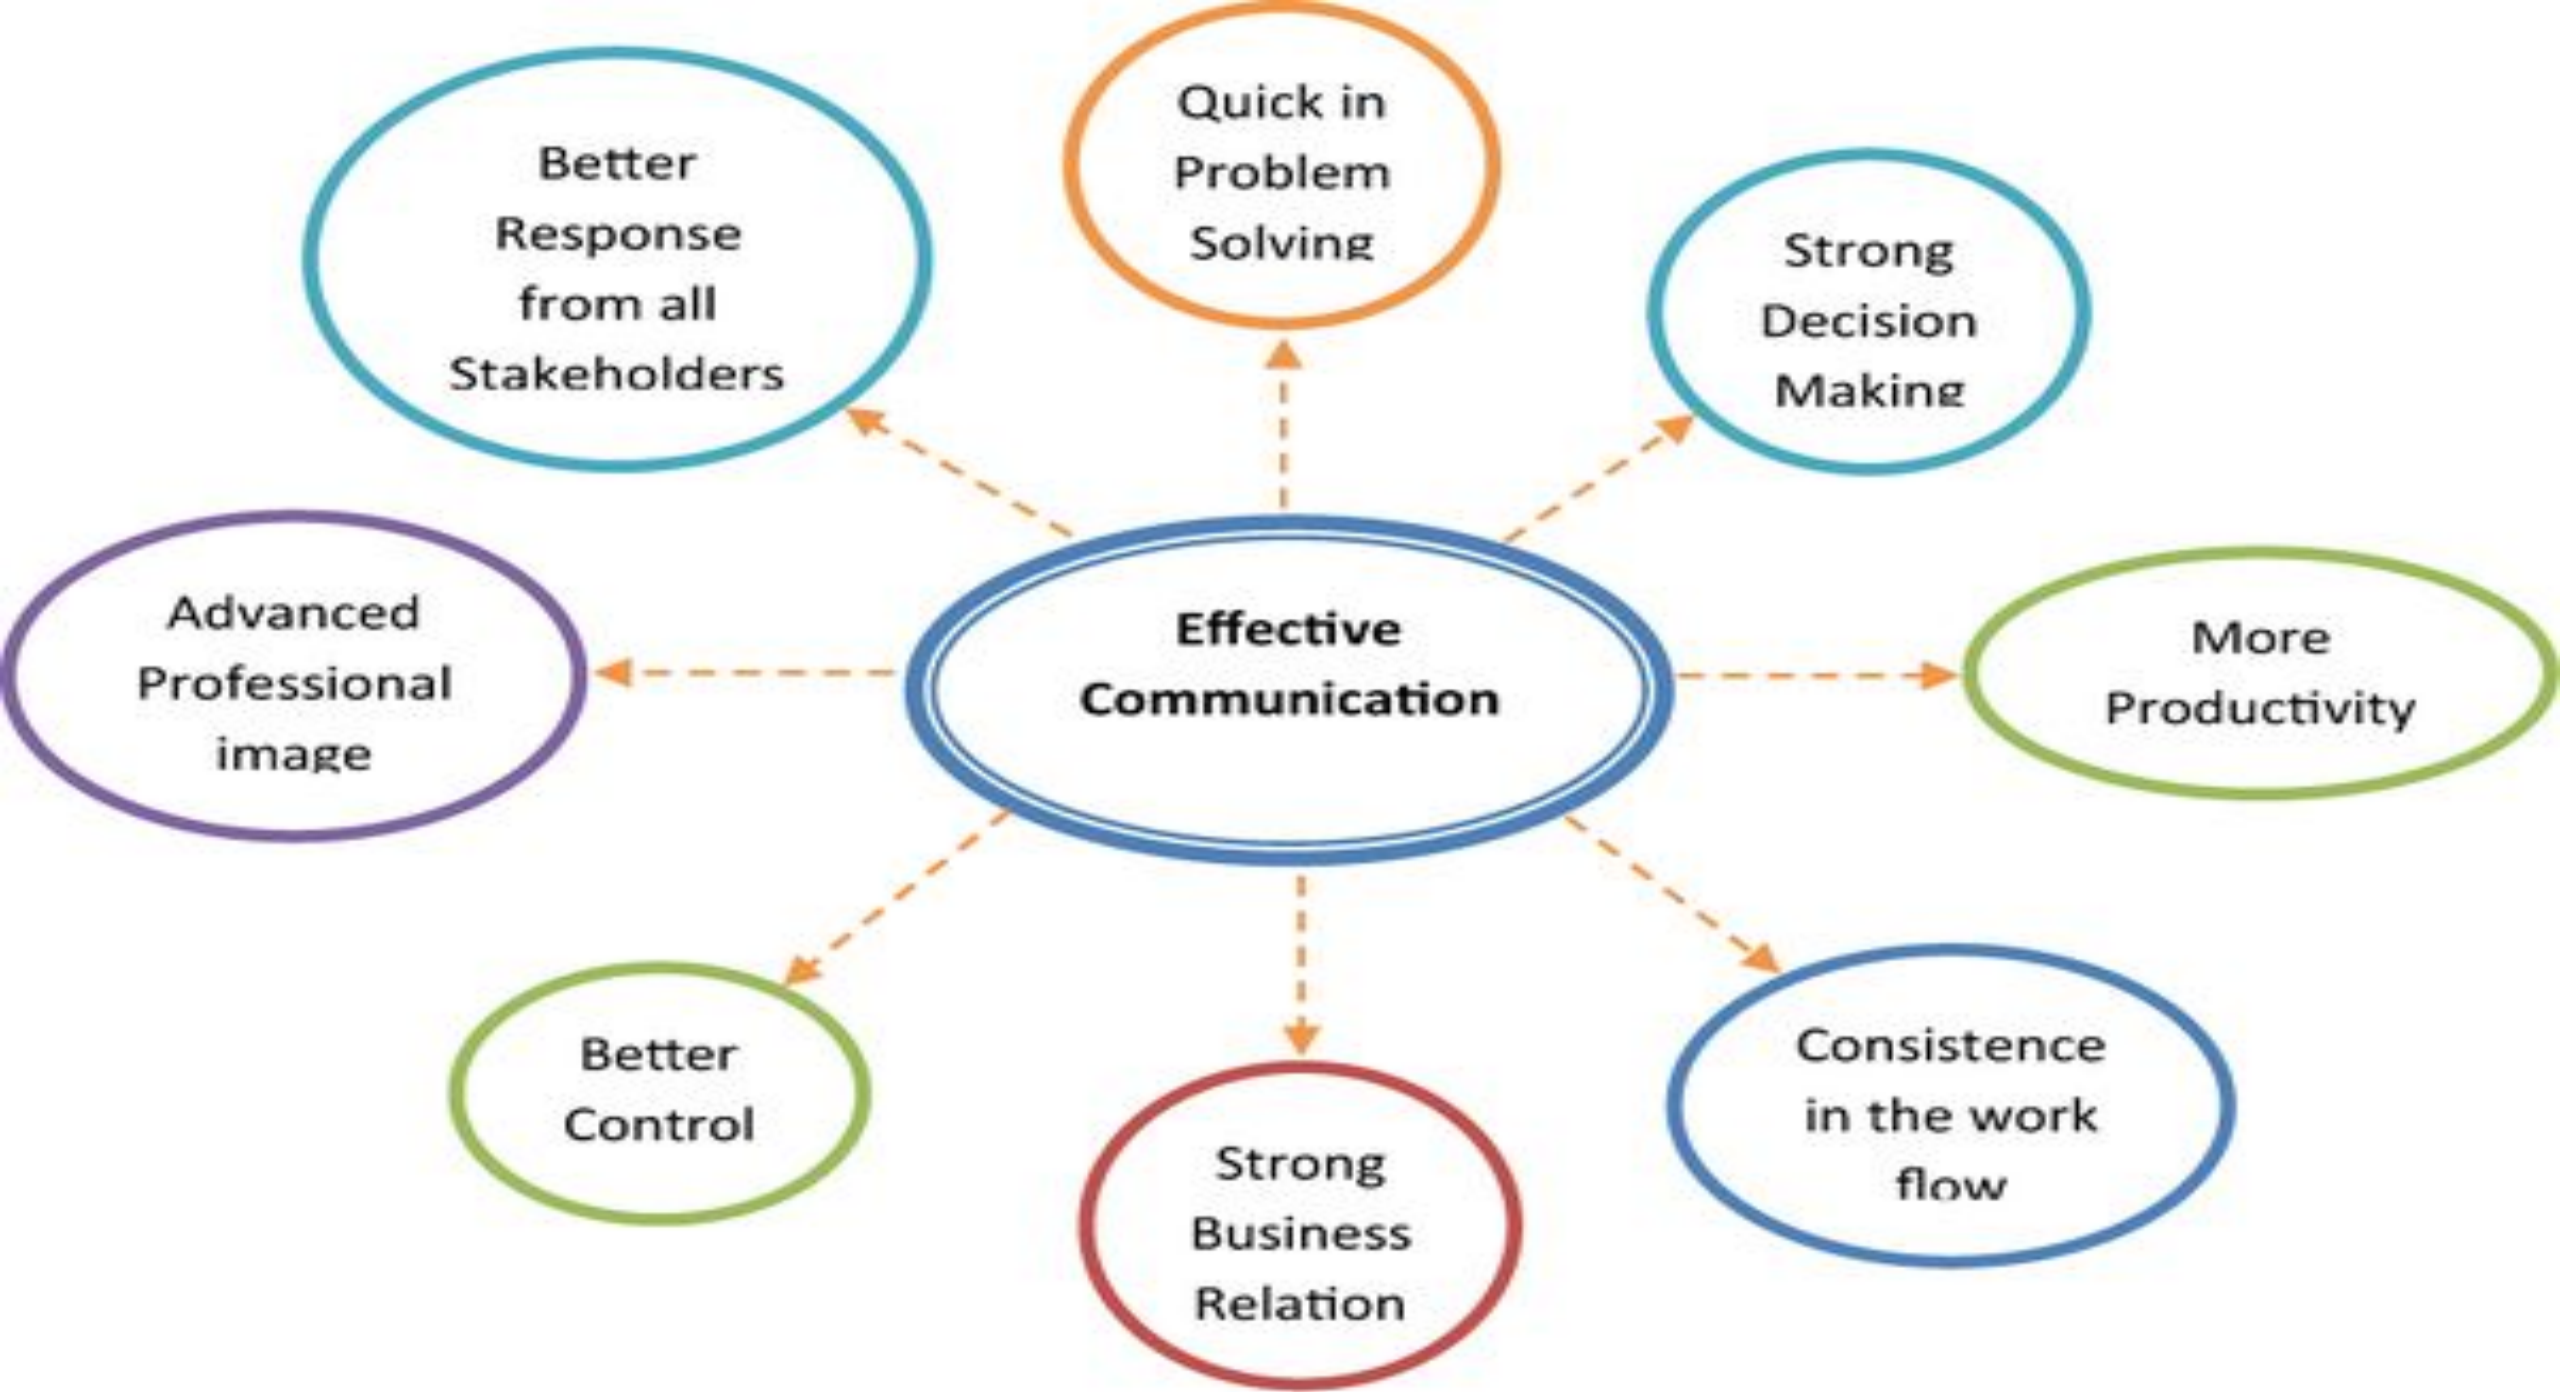 Quick in
Problem
Solving
Better
Response
from all
Stakeholders
Strong
Decision
Making
Advanced
Professional
image
Effective
Communication
More
Productivity
Better
Control
Strong
Business
Relation
Consistence
in the work
flow